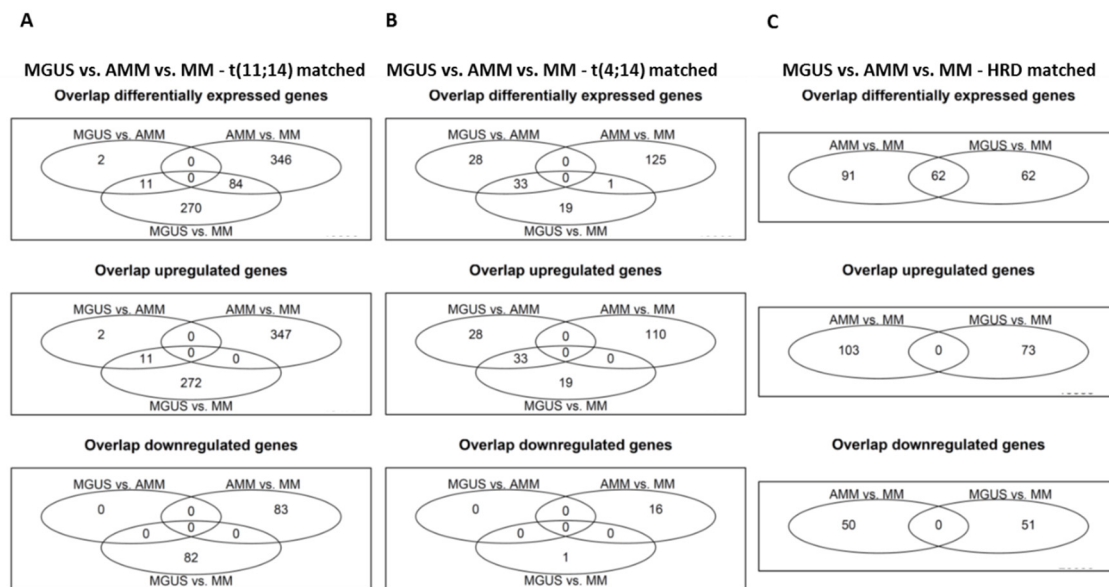 A
MGUS vs. AMM vs. MM - t(11;14) matched
Overlap differentially expressed genes
MGUS vs. AMM AMM vs. MM
2 0 346
0
11 84
270
MGUS vs. MM
Overlap upregulated genes
MGUS vs. AMM AMM vs. MM
2 0 347
0
11 0
272
MGUS vs. MM
Overlap downregulated genes
MGUS vs. AMM AMM vs. MM
0 0 83
0
0 0
82
MGUS vs. MM
B
MGUS vs. AMM vs. MM - t(4;14) matched
Overlap differentially expressed genes
MGUS vs. AMM AMM vs. MM
28 0 125
0
33 1
19
MGUS vs. MM
Overlap upregulated genes
MGUS vs. AMM AMM vs. MM
28 0 110
0
33 0
19
MGUS vs. MM
Overlap downregulated genes
MGUS vs. AMM AMM vs. MM
0 0 16
0
0 0
1
MGUS vs. MM
C
MGUS vs. AMM vs. MM - HRD matched
Overlap differentially expressed genes
AMM vs. MM MGUS vs. MM
91 62 62
Overlap upregulated genes
AMM vs. MM MGUS vs. MM
103 0 73
Overlap downregulated genes
AMM vs. MM MGUS vs. MM
50 0 51